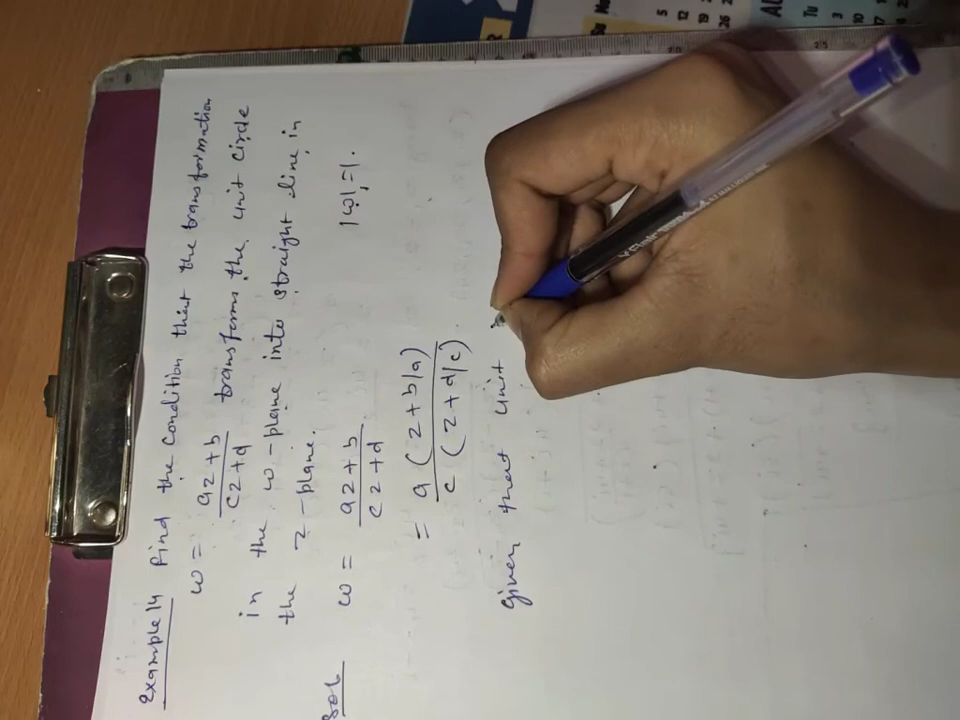 Example 14 Find the condition that the transformation
w = az+b/cz+d transforms the unit circle
in the w-plane into straight line in
the z-plane.
Sol w = az+b/cz+d |w|=1.
= a(z+b/a)/c(z+d/c)
given that unit